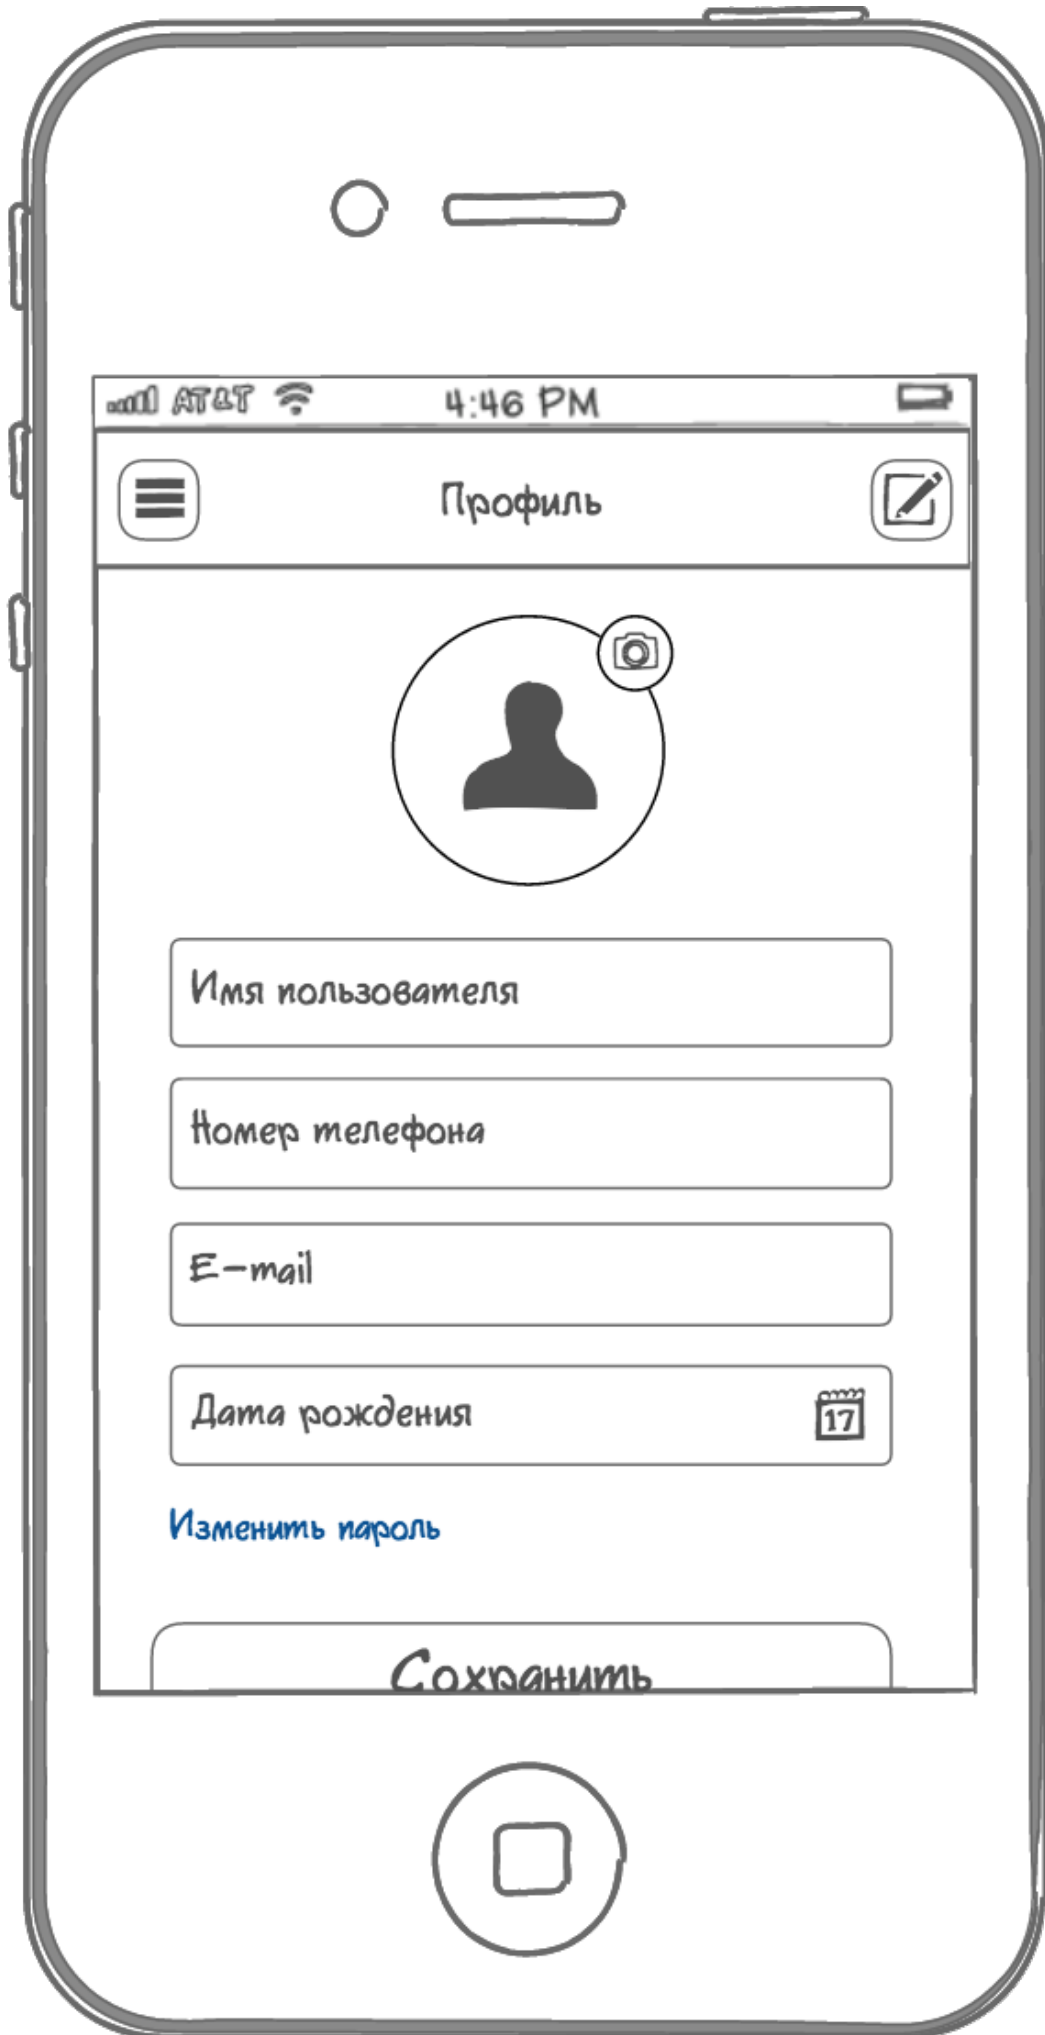 AT&T 4:46 PM
Профиль
Имя пользователя
Номер телефона
E-mail
Дата рождения 17
Изменить пароль
Сохранить